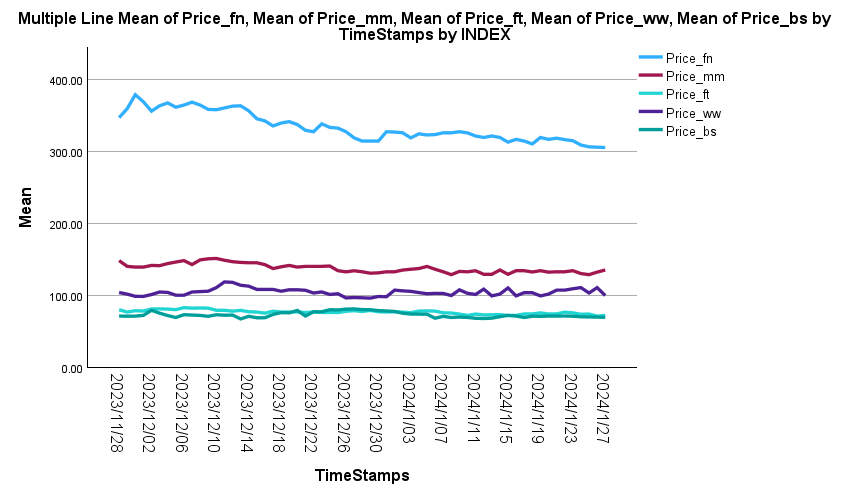 Multiple Line Mean of Price_fn, Mean of Price_mm, Mean of Price_ft, Mean of Price_ww, Mean of Price_bs by
TimeStamps by INDEX
Price_fn
Price_mm
Price_ft
Price_ww
Price_bs
Mean
400.00
300.00
200.00
100.00
0.00
2023/11/28
2023/12/02
2023/12/06
2023/12/10
2023/12/14
2023/12/18
2023/12/22
2023/12/26
2023/12/30
2024/1/03
2024/1/07
2024/1/11
2024/1/15
2024/1/19
2024/1/23
2024/1/27
TimeStamps